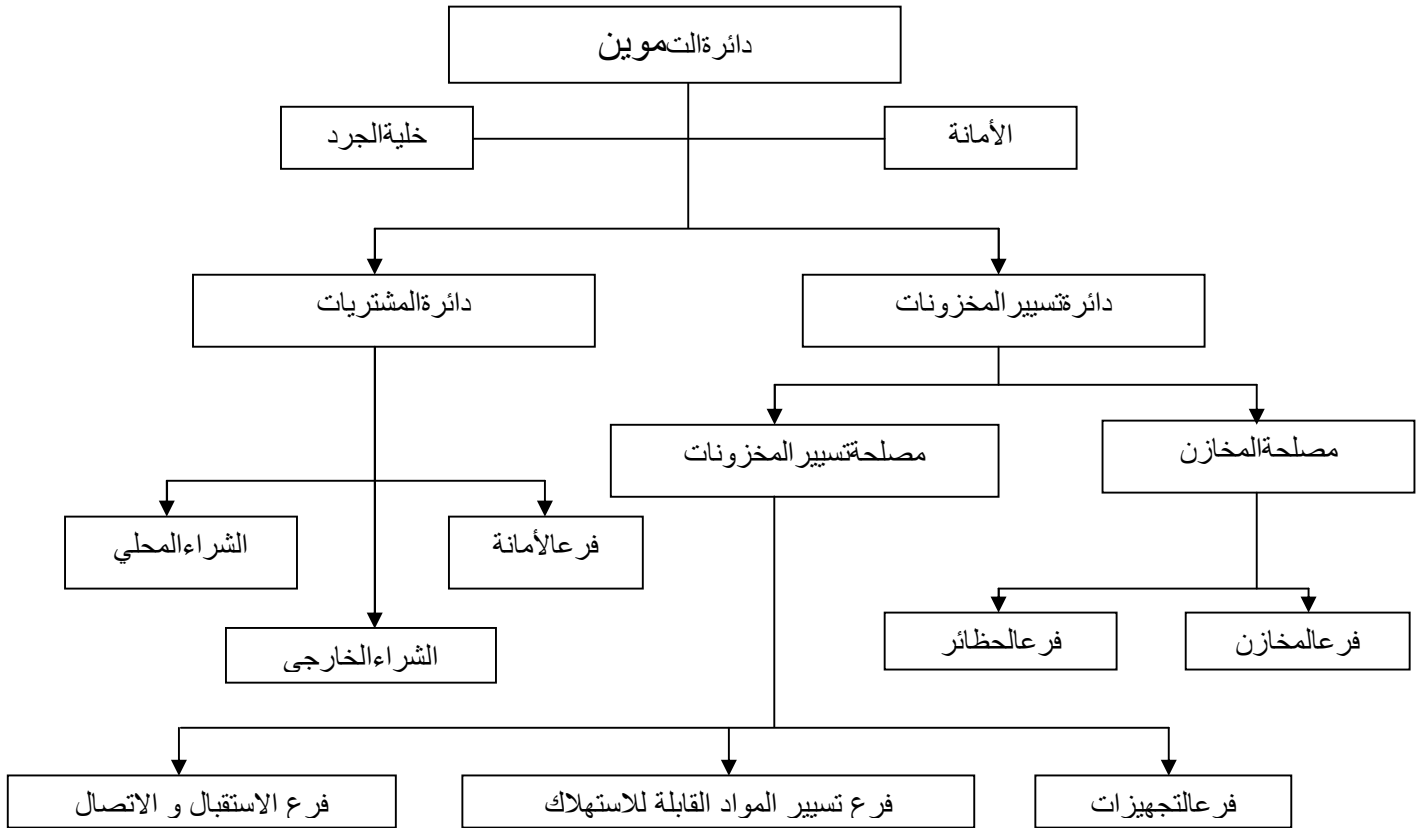 دائرةالتموين
الأمانة
خليةالجرد
دائرةتسييرالمخزونات
دائرةالمشتريات
مصلحةالمخازن
مصلحةتسييرالمخزونات
فرعالأمانة
الشراءالمحلي
فرعالمخازن
فرعالحظائر
الشراءالخارجي
فرعالتجهيزات
فرع تسيير المواد القابلة للاستهلاك
فرع الاستقبال و الاتصال